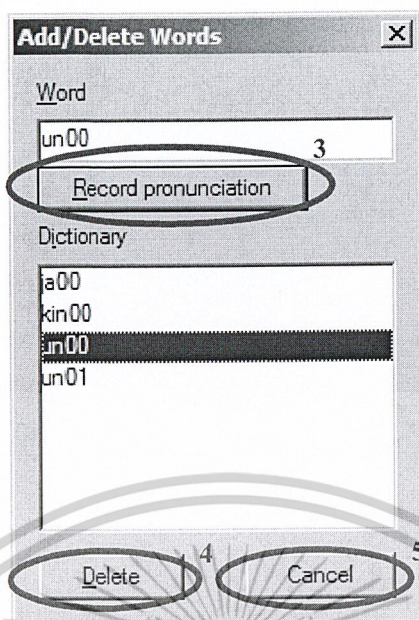 Add/Delete Words
Word
un00
3
Record pronunciation
Dictionary
ja00
kin00
un00
un01
4
5
Delete
Cancel